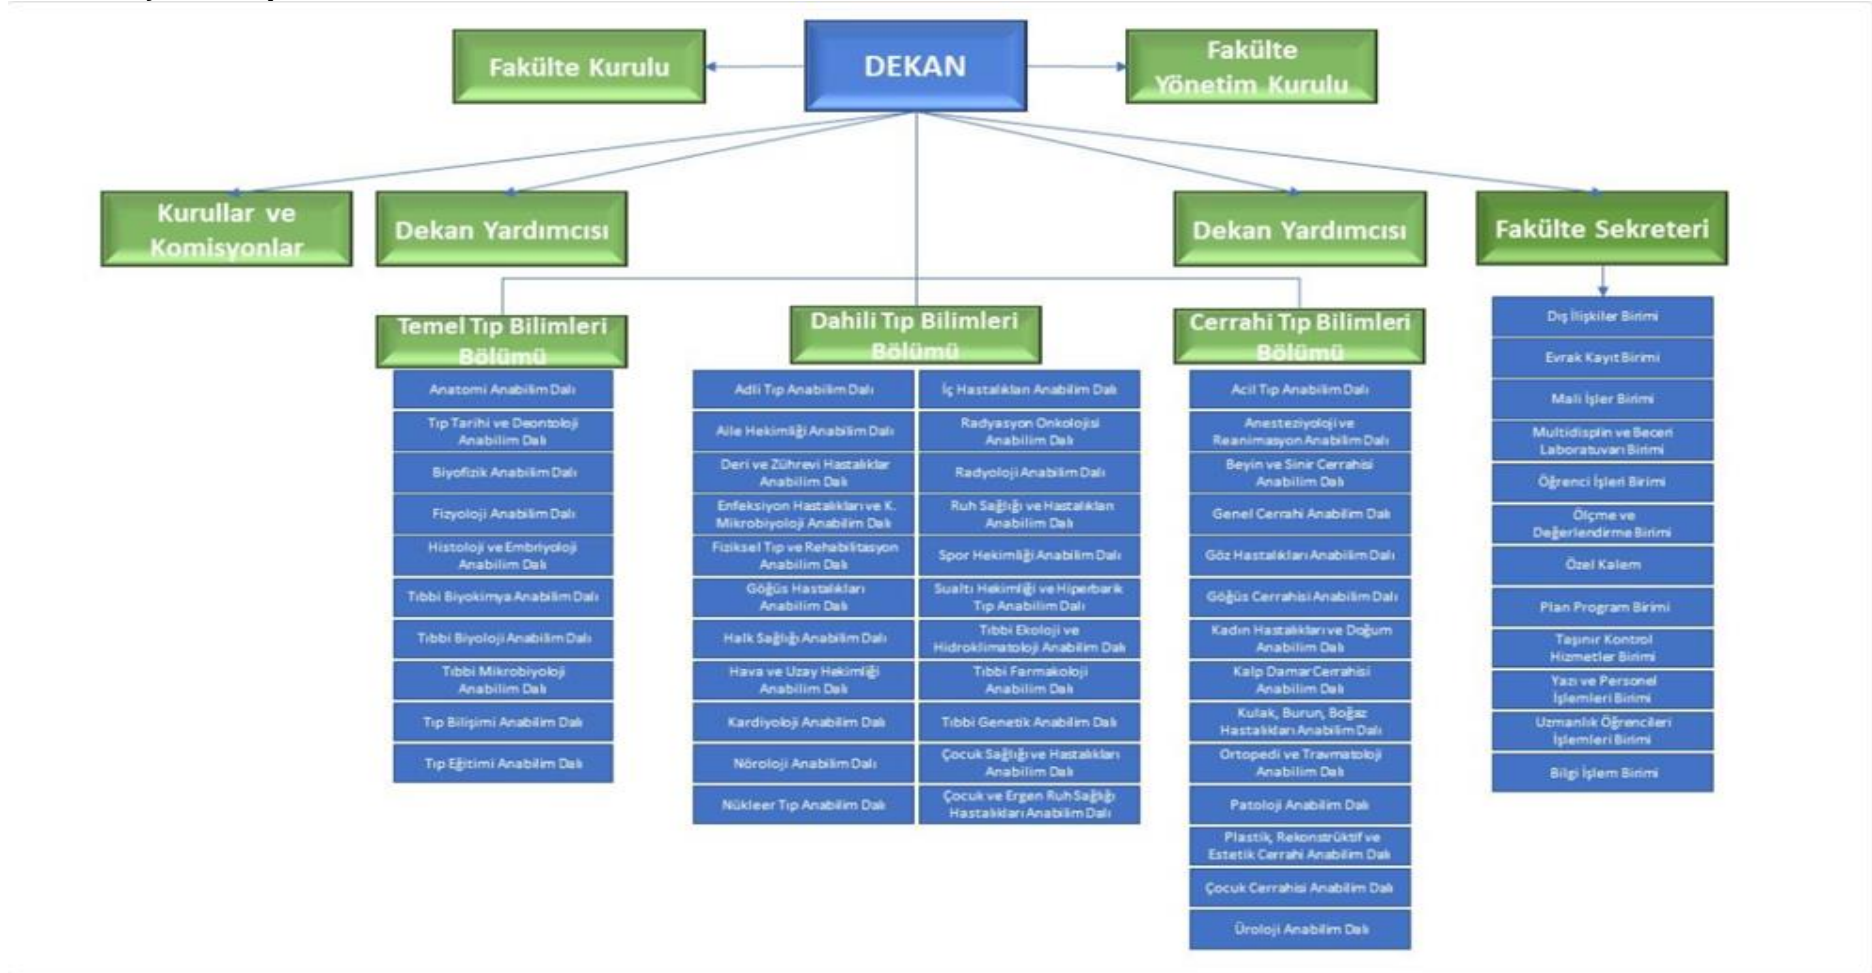 Fakülte Kurulu
DEKAN
Fakülte
Yönetim Kurulu
Kurullar ve
Komisyonlar
Dekan Yardımcısı
Dekan Yardımcısı
Fakülte Sekreteri
Temel Tıp Bilimleri
Bölümü
Anatomi Anabilim Dalı
Tıp Tarihi ve Deontoloji
Anabilim Dalı
Biyofizik Anabilim Dalı
Fizyoloji Anabilim Dalı
Histoloji ve Embriyoloji
Anabilim Dalı
Tıbbi Biyokimya Anabilim Dalı
Tıbbi Biyoloji Anabilim Dalı
Tıbbi Mikrobiyoloji
Anabilim Dalı
Tıp Bilişimi Anabilim Dalı
Tıp Eğitimi Anabilim Dalı
Dahili Tıp Bilimleri
Bölümü
Adli Tıp Anabilim Dalı
Aile Hekimliği Anabilim Dalı
Deri ve Zührevi Hastalıklar
Anabilim Dalı
Enfeksiyon Hastalıkları ve K.
Mikrobiyoloji Anabilim Dalı
Fiziksel Tıp ve Rehabilitasyon
Anabilim Dalı
Göğüs Hastalıkları
Anabilim Dalı
Halk Sağlığı Anabilim Dalı
Hava ve Uzay Hekimliği
Anabilim Dalı
Kardiyoloji Anabilim Dalı
Nöroloji Anabilim Dalı
Nükleer Tıp Anabilim Dalı
İç Hastalıkları Anabilim Dalı
Radyasyon Onkolojisi
Anabilim Dalı
Radyoloji Anabilim Dalı
Ruh Sağlığı ve Hastalıkları
Anabilim Dalı
Spor Hekimliği Anabilim Dalı
Sualtı Hekimliği ve Hiperbarik
Tıp Anabilim Dalı
Tıbbi Ekoloji ve
Hidroklimatoloji Anabilim Dalı
Tıbbi Farmakoloji
Anabilim Dalı
Tıbbi Genetik Anabilim Dalı
Çocuk Sağlığı ve Hastalıkları
Anabilim Dalı
Çocuk ve Ergen Ruh Sağlığı
Hastalıkları Anabilim Dalı
Cerrahi Tıp Bilimleri
Bölümü
Acil Tıp Anabilim Dalı
Anesteziyoloji ve
Reanimasyon Anabilim Dalı
Beyin ve Sinir Cerrahisi
Anabilim Dalı
Genel Cerrahi Anabilim Dalı
Göz Hastalıkları Anabilim Dalı
Göğüs Cerrahisi Anabilim Dalı
Kadın Hastalıkları ve Doğum
Anabilim Dalı
Kalp Damar Cerrahisi
Anabilim Dalı
Kulak, Burun, Boğaz
Hastalıkları Anabilim Dalı
Ortopedi ve Travmatoloji
Anabilim Dalı
Patoloji Anabilim Dalı
Plastik, Rekonstrüktif ve
Estetik Cerrahi Anabilim Dalı
Çocuk Cerrahisi Anabilim Dalı
Üroloji Anabilim Dalı
Dış İlişkiler Birimi
Evrak Kayıt Birimi
Mali İşler Birimi
Multidisplin ve Beceri
Laboratuvarı Birimi
Öğrenci İşleri Birimi
Ölçme ve
Değerlendirme Birimi
Özel Kalem
Plan Program Birimi
Taşınır Kontrol
Hizmetler Birimi
Yazı ve Personel
İşlemleri Birimi
Uzmanlık Öğrencileri
İşlemleri Birimi
Bilgi İşlem Birimi